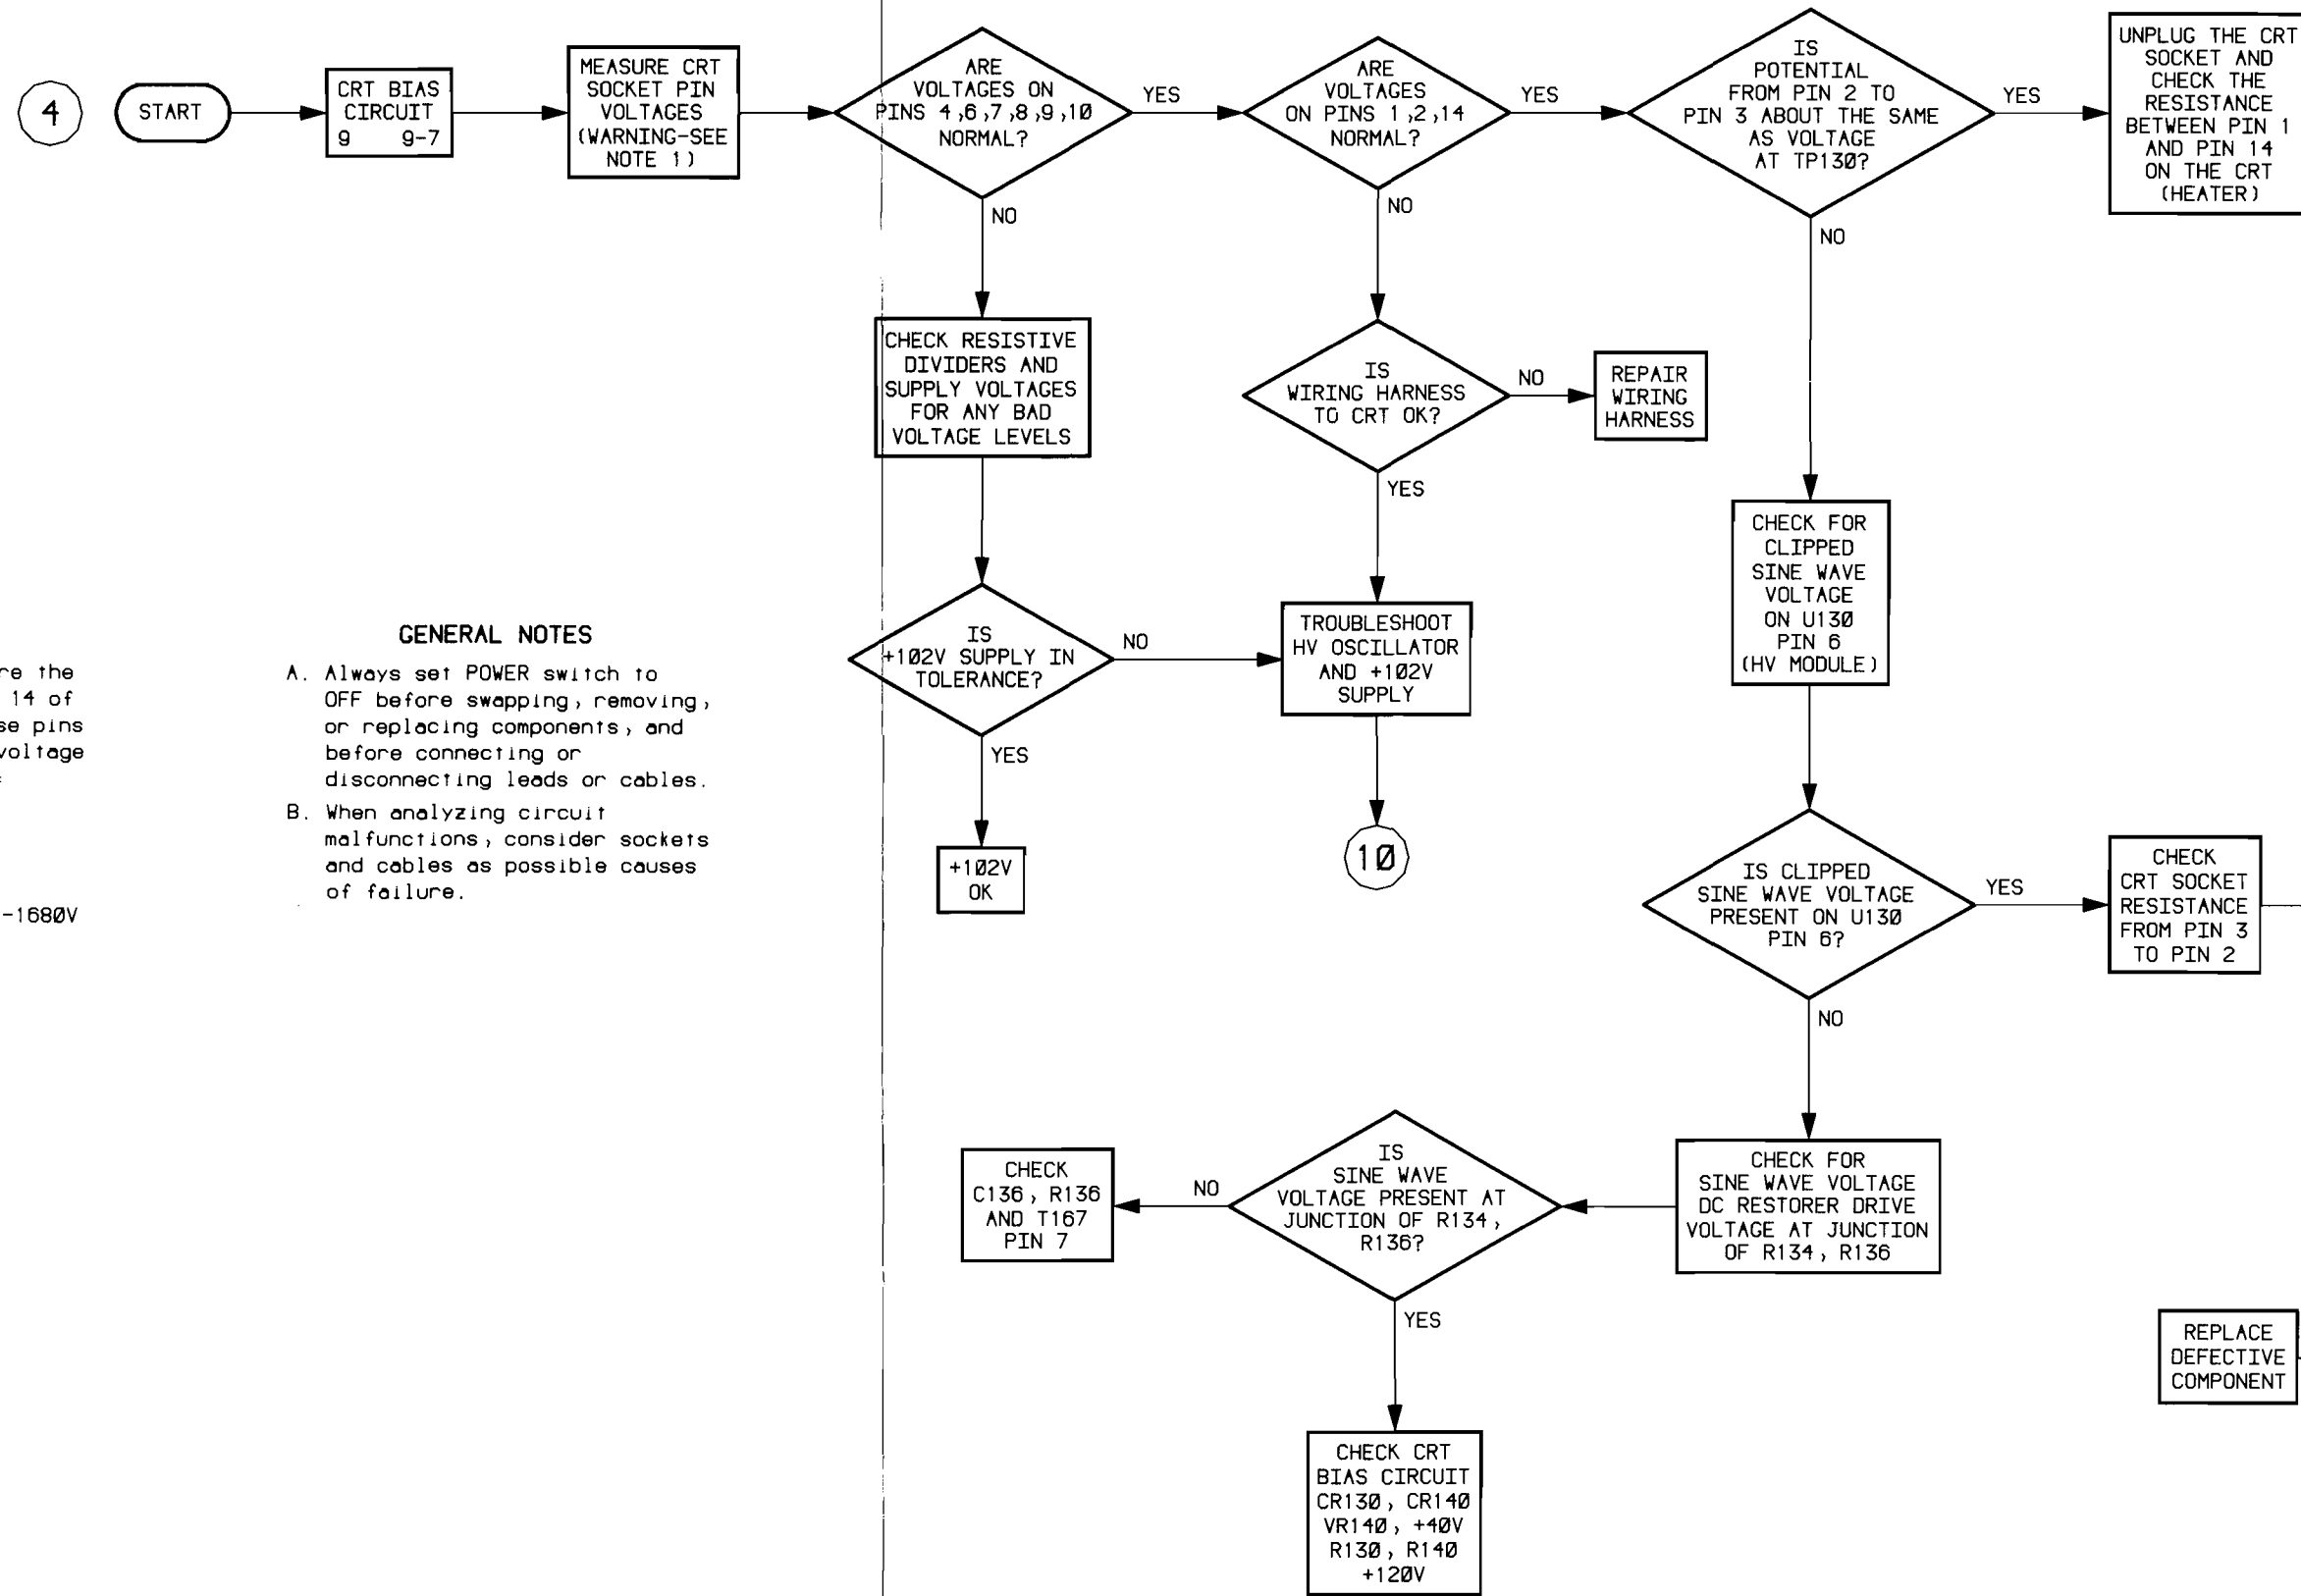 4
START
CRT BIAS
CIRCUIT
9 9-7
MEASURE CRT
SOCKET PIN
VOLTAGES
(WARNING-SEE
NOTE 1)
ARE
VOLTAGES ON
PINS 4,6,7,8,9,10
NORMAL?
YES
NO
ARE
VOLTAGES
ON PINS 1,2,14
NORMAL?
YES
NO
IS
POTENTIAL
FROM PIN 2 TO
PIN 3 ABOUT THE SAME
AS VOLTAGE
AT TP130?
YES
NO
UNPLUG THE CRT
SOCKET AND
CHECK THE
RESISTANCE
BETWEEN PIN 1
AND PIN 14
ON THE CRT
(HEATER)
CHECK RESISTIVE
DIVIDERS AND
SUPPLY VOLTAGES
FOR ANY BAD
VOLTAGE LEVELS
IS
WIRING HARNESS
TO CRT OK?
NO
YES
REPAIR
WIRING
HARNESS
CHECK FOR
CLIPPED
SINE WAVE
VOLTAGE
ON U130
PIN 6
(HV MODULE)
re the
14 of
se pins
voltage
-1680V
GENERAL NOTES
A. Always set POWER switch to
OFF before swapping, removing,
or replacing components, and
before connecting or
disconnecting leads or cables.
B. When analyzing circuit
malfunctions, consider sockets
and cables as possible causes
of failure.
IS
+102V SUPPLY IN
TOLERANCE?
NO
YES
TROUBLESHOOT
HV OSCILLATOR
AND +102V
SUPPLY
+102V
OK
10
IS CLIPPED
SINE WAVE VOLTAGE
PRESENT ON U130
PIN 6?
YES
NO
CHECK
CRT SOCKET
RESISTANCE
FROM PIN 3
TO PIN 2
CHECK
C136, R136
AND T167
PIN 7
NO
IS
SINE WAVE
VOLTAGE PRESENT AT
JUNCTION OF R134,
R136?
YES
CHECK FOR
SINE WAVE VOLTAGE
DC RESTORER DRIVE
VOLTAGE AT JUNCTION
OF R134, R136
REPLACE
DEFECTIVE
COMPONENT
CHECK CRT
BIAS CIRCUIT
CR130, CR140
VR140, +40V
R130, R140
+120V